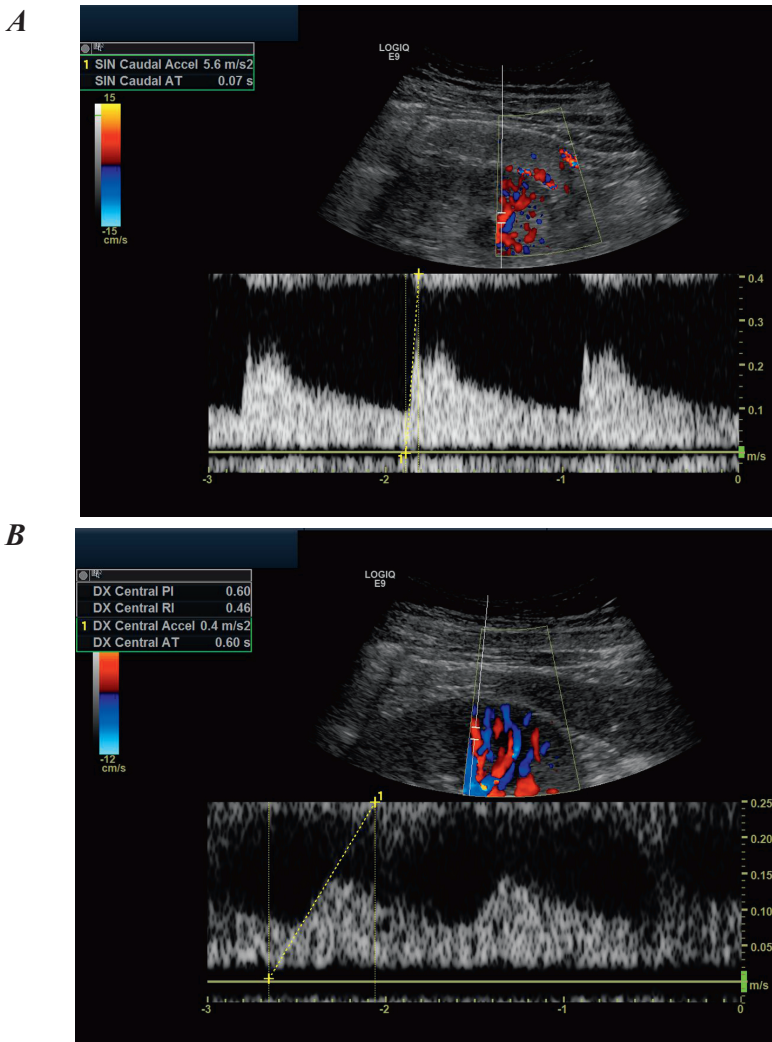 A
LOGIQ
E9
1 SIN Caudal Accel 5.6 m/s2
SIN Caudal AT 0.07 s
15
-15
cm/s
0.4
0.3
0.2
0.1
m/s
1
-3 -2 -1 0
B
LOGIQ
E9
DX Central PI 0.60
DX Central RI 0.46
1 DX Central Accel 0.4 m/s2
DX Central AT 0.60 s
-12
cm/s
1
0.25
0.20
0.15
0.10
0.05
m/s
-3 -2 -1 0